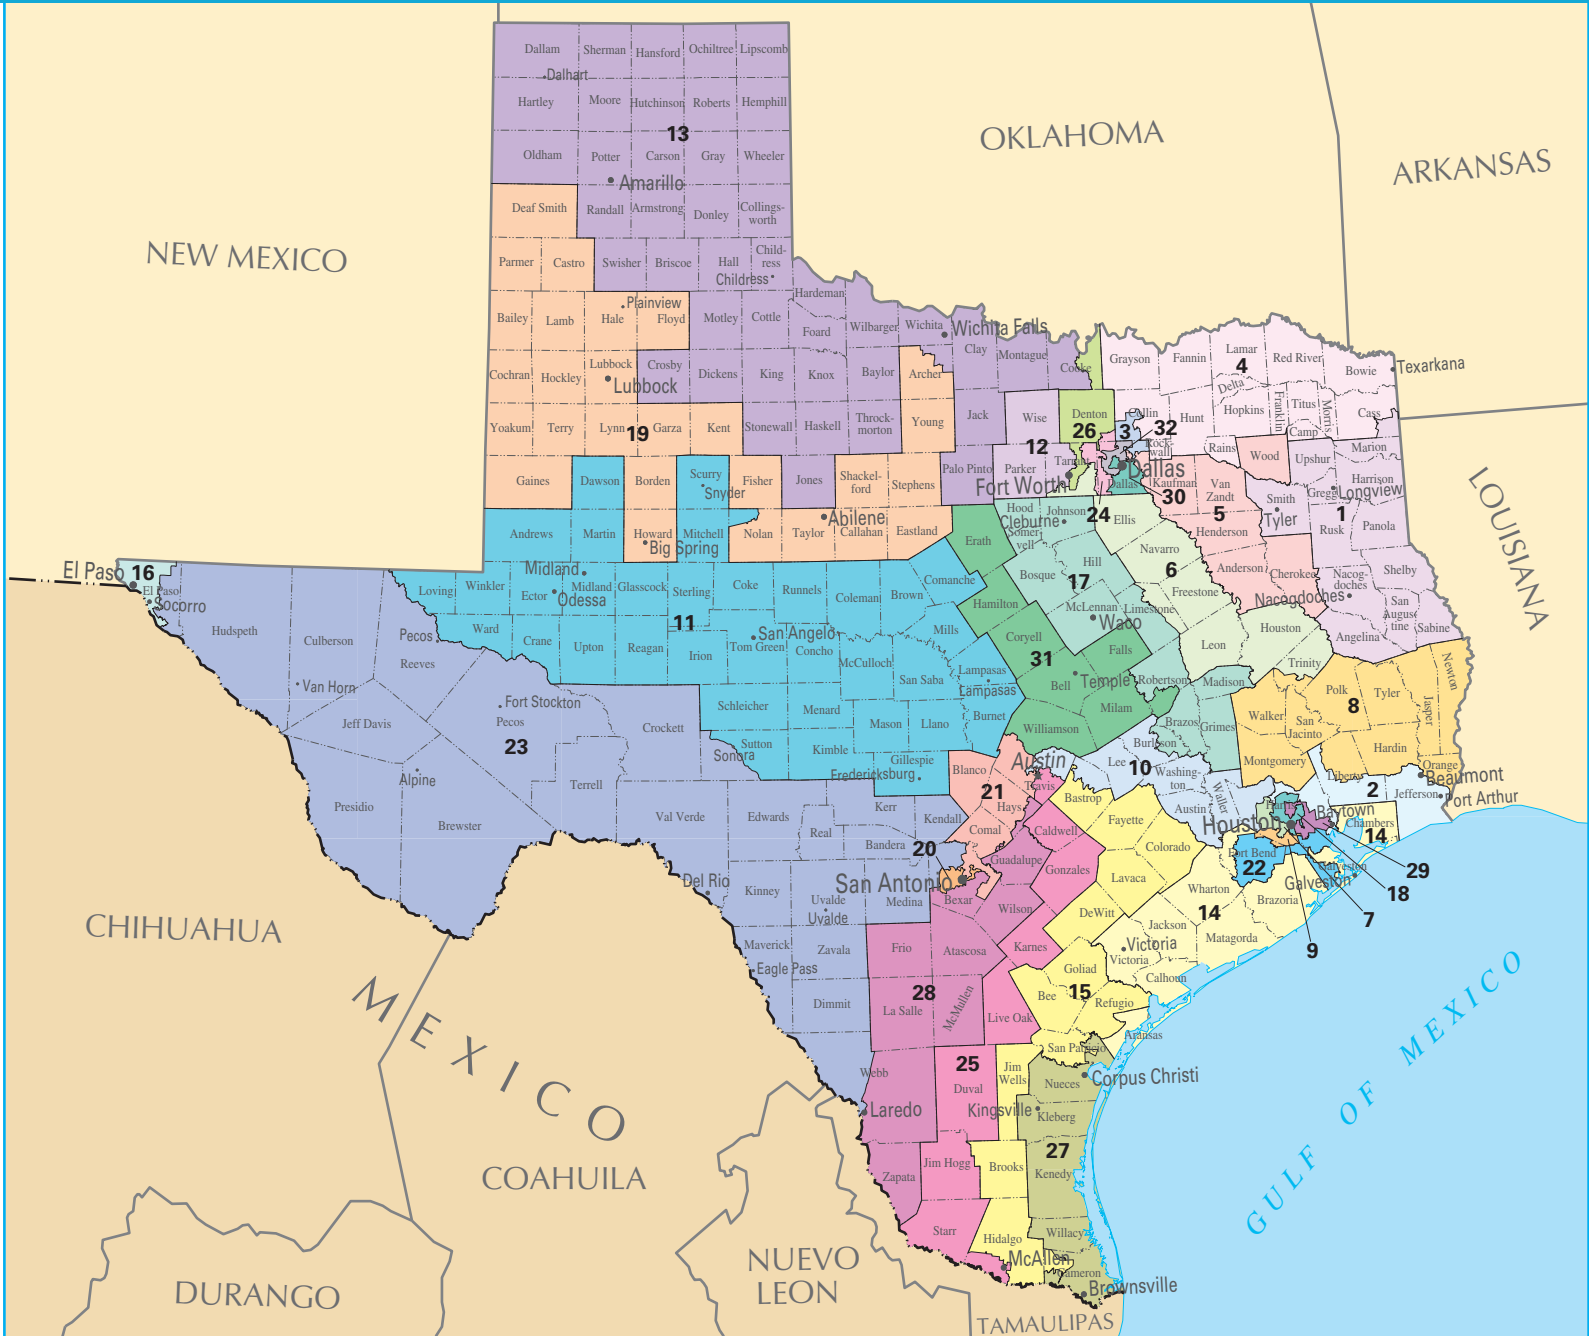 Dallam
Sherman
Hansford
Ochiltree
Lipscomb
Dalhart
Hartley
Moore
Hutchinson
Roberts
Hemphill
13
OKLAHOMA
ARKANSAS
Oldham
Potter
Carson
Gray
Wheeler
Amarillo
Deaf Smith
Randall
Armstrong
Donley
Collings-
worth
NEW MEXICO
Parmer
Castro
Swisher
Briscoe
Hall
Child-
ress
Childress
Hardeman
Plainview
Bailey
Lamb
Hale
Floyd
Motley
Cottle
Foard
Wilbarger
Wichita
Wichita Falls
Clay
Montague
Cooke
Grayson
Fannin
Lamar
4
Red River
Bowie
Texarkana
Cochran
Hockley
Lubbock
Lubbock
Crosby
Dickens
King
Knox
Baylor
Archer
Delta
Hopkins
Franklin
Titus
Morris
Cass
Camp
Yoakum
Terry
Lynn
19
Garza
Kent
Stonewall
Haskell
Throck-
morton
Young
Jack
Wise
Denton
26
Collin
3
32
Hunt
Rock-
wall
Rains
Wood
Upshur
Marion
Harrison
Gregg
Longview
12
Gaines
Dawson
Borden
Scurry
Snyder
Fisher
Jones
Shackel-
ford
Stephens
Palo Pinto
Parker
Tarrant
Fort Worth
Dallas
Dallas
Kaufman
30
Van
Zandt
5
Smith
Tyler
1
Rusk
Panola
LOUISIANA
Andrews
Martin
Howard
Big Spring
Mitchell
Nolan
Taylor
Abilene
Callahan
Eastland
Erath
Hood
Cleburne
Somer-
vell
Johnson
24
Ellis
Henderson
Navarro
El Paso
16
El Paso
Socorro
Midland
Loving
Winkler
Ector
Odessa
Midland
Glasscock
Sterling
Coke
Runnels
Coleman
Brown
Comanche
Bosque
Hill
17
6
Freestone
Anderson
Cherokee
Nacog-
doches
Nacogdoches
Shelby
San
Augus-
tine
Sabine
Angelina
Hudspeth
Culberson
Pecos
Reeves
Ward
Crane
Upton
Reagan
11
Irion
San Angelo
Tom Green
Concho
McCulloch
Mills
Hamilton
Coryell
McLennan
Waco
Limestone
Leon
Houston
Trinity
31
Falls
San Saba
Lampasas
Lampasas
Bell
Temple
Robertson
Madison
Van Horn
Jeff Davis
Fort Stockton
Pecos
23
Crockett
Schleicher
Menard
Mason
Llano
Burnet
Williamson
Milam
Brazos
Grimes
Walker
San
Jacinto
Polk
Tyler
8
Jasper
Newton
Hardin
Sutton
Sonora
Kimble
Gillespie
Fredericksburg
Blanco
Austin
Travis
Lee
10
Burleson
Washing-
ton
Montgomery
Liberty
Orange
Beaumont
2
Jefferson
Port Arthur
Alpine
Presidio
Brewster
Terrell
Val Verde
Edwards
Kerr
Real
Bandera
Kendall
21
Hays
Comal
Bastrop
Fayette
Austin
Waller
Harris
Houston
Baytown
Chambers
14
Caldwell
20
Guadalupe
Gonzales
Colorado
Lavaca
Fort Bend
22
Galveston
Galveston
29
18
7
9
Del Rio
Kinney
Uvalde
Uvalde
Medina
San Antonio
Bexar
Wilson
DeWitt
Wharton
14
Brazoria
CHIHUAHUA
Maverick
Eagle Pass
Zavala
Frio
Atascosa
Karnes
Goliad
Jackson
Victoria
Victoria
Matagorda
Calhoun
Dimmit
28
La Salle
McMullen
Live Oak
Bee
15
Refugio
Aransas
San Patricio
MEXICO
GULF OF MEXICO
Webb
Laredo
25
Duval
Jim
Wells
Nueces
Corpus Christi
Kingsville
Kleberg
27
Kenedy
COAHUILA
Zapata
Jim Hogg
Brooks
Starr
Hidalgo
Willacy
McAllen
Cameron
Brownsville
DURANGO
NUEVO
LEON
TAMAULIPAS